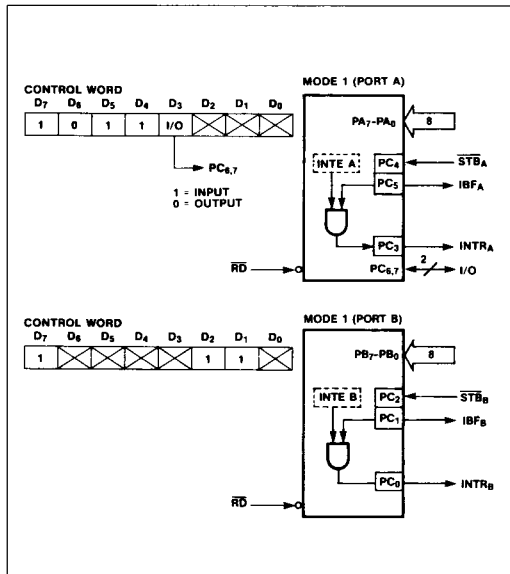 CONTROL WORD
D7 D6 D5 D4 D3 D2 D1 D0
1 0 1 1 I/O
PC6,7
1 = INPUT
0 = OUTPUT
MODE 1 (PORT A)
PA7-PA0
8
INTE A
PC4
STBA
PC5
IBFA
PC3
INTRA
RD
PC6,7
2
I/O
CONTROL WORD
D7 D6 D5 D4 D3 D2 D1 D0
1 1 1
MODE 1 (PORT B)
PB7-PB0
8
INTE B
PC2
STBB
PC1
IBFB
PC0
INTRB
RD